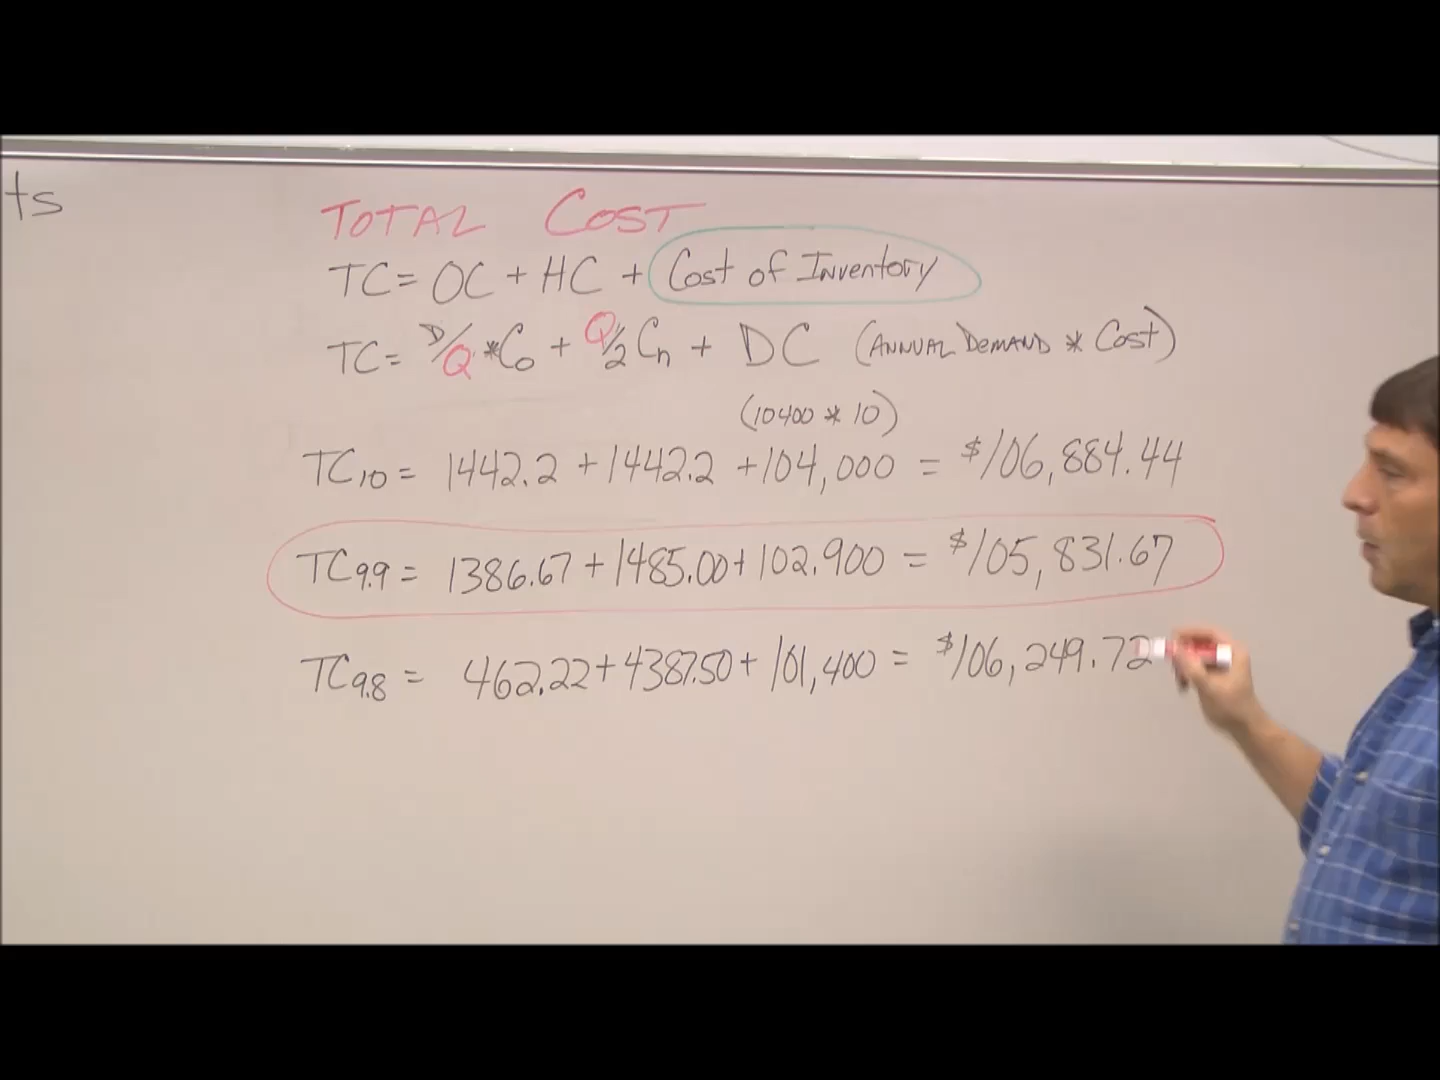 ts
TOTAL COST
TC = OC + HC + Cost of Inventory
TC = D/Q * Co + Q/2 Ch + DC (ANNUAL DEMAND * Cost)
(10400 * 10)
TC10 = 1442.2 + 1442.2 + 104,000 = $106,884.44
TC9.9 = 1386.67 + 1485.00 + 102.900 = $105,831.67
TC9.8 = 462.22 + 4387.50 + 101,400 = $106,249.72